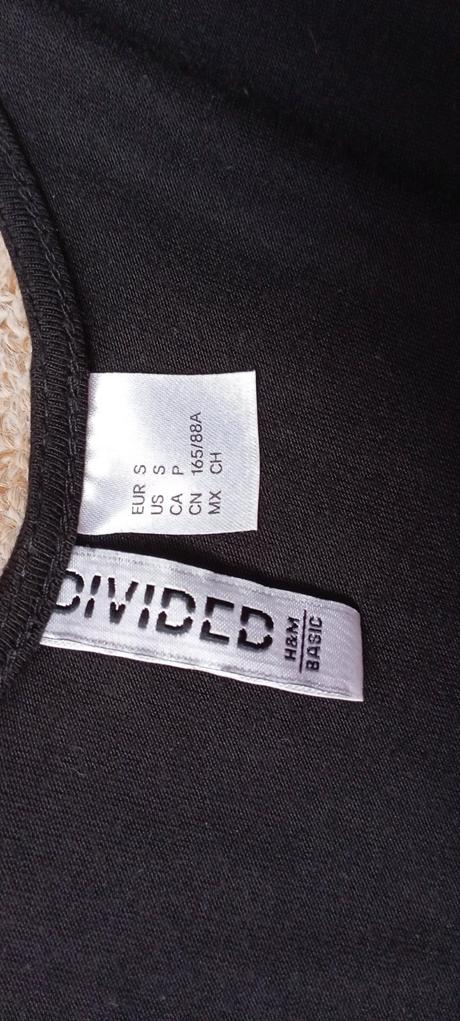 EUR S
US S
CA P
CN 165/88A
MX CH
DIVIDED
H&M
BASIC